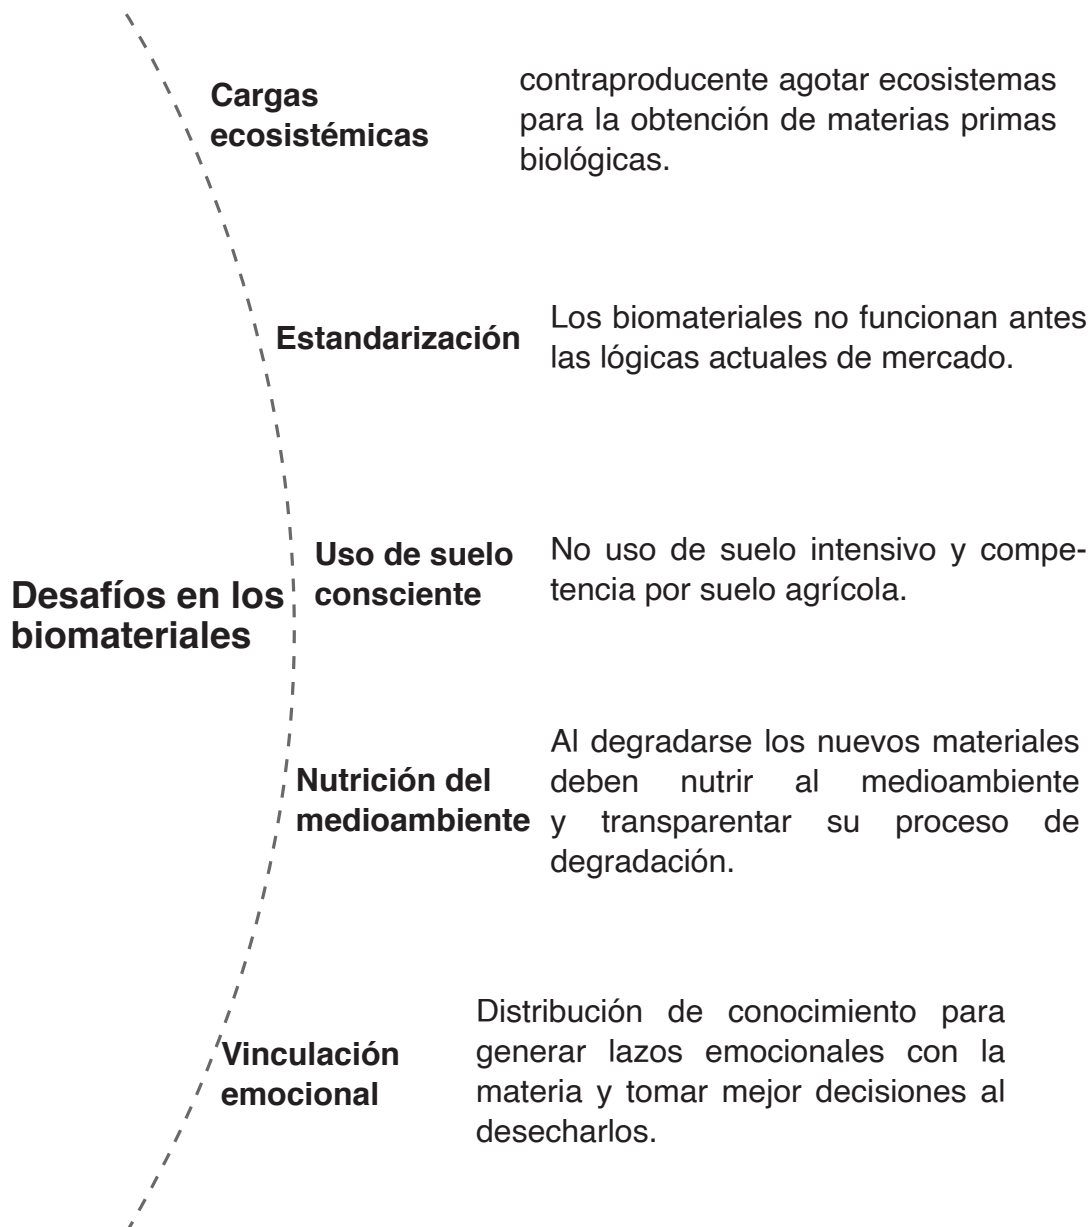 Cargas
ecosistémicas
contraproducente agotar ecosistemas
para la obtención de materias primas
biológicas.
Estandarización
Los biomateriales no funcionan antes
las lógicas actuales de mercado.
Desafíos en los
biomateriales
Uso de suelo
consciente
No uso de suelo intensivo y compe-
tencia por suelo agrícola.
Nutrición del
medioambiente
Al degradarse los nuevos materiales
deben nutrir al medioambiente
y transparentar su proceso de
degradación.
Vinculación
emocional
Distribución de conocimiento para
generar lazos emocionales con la
materia y tomar mejor decisiones al
desecharlos.